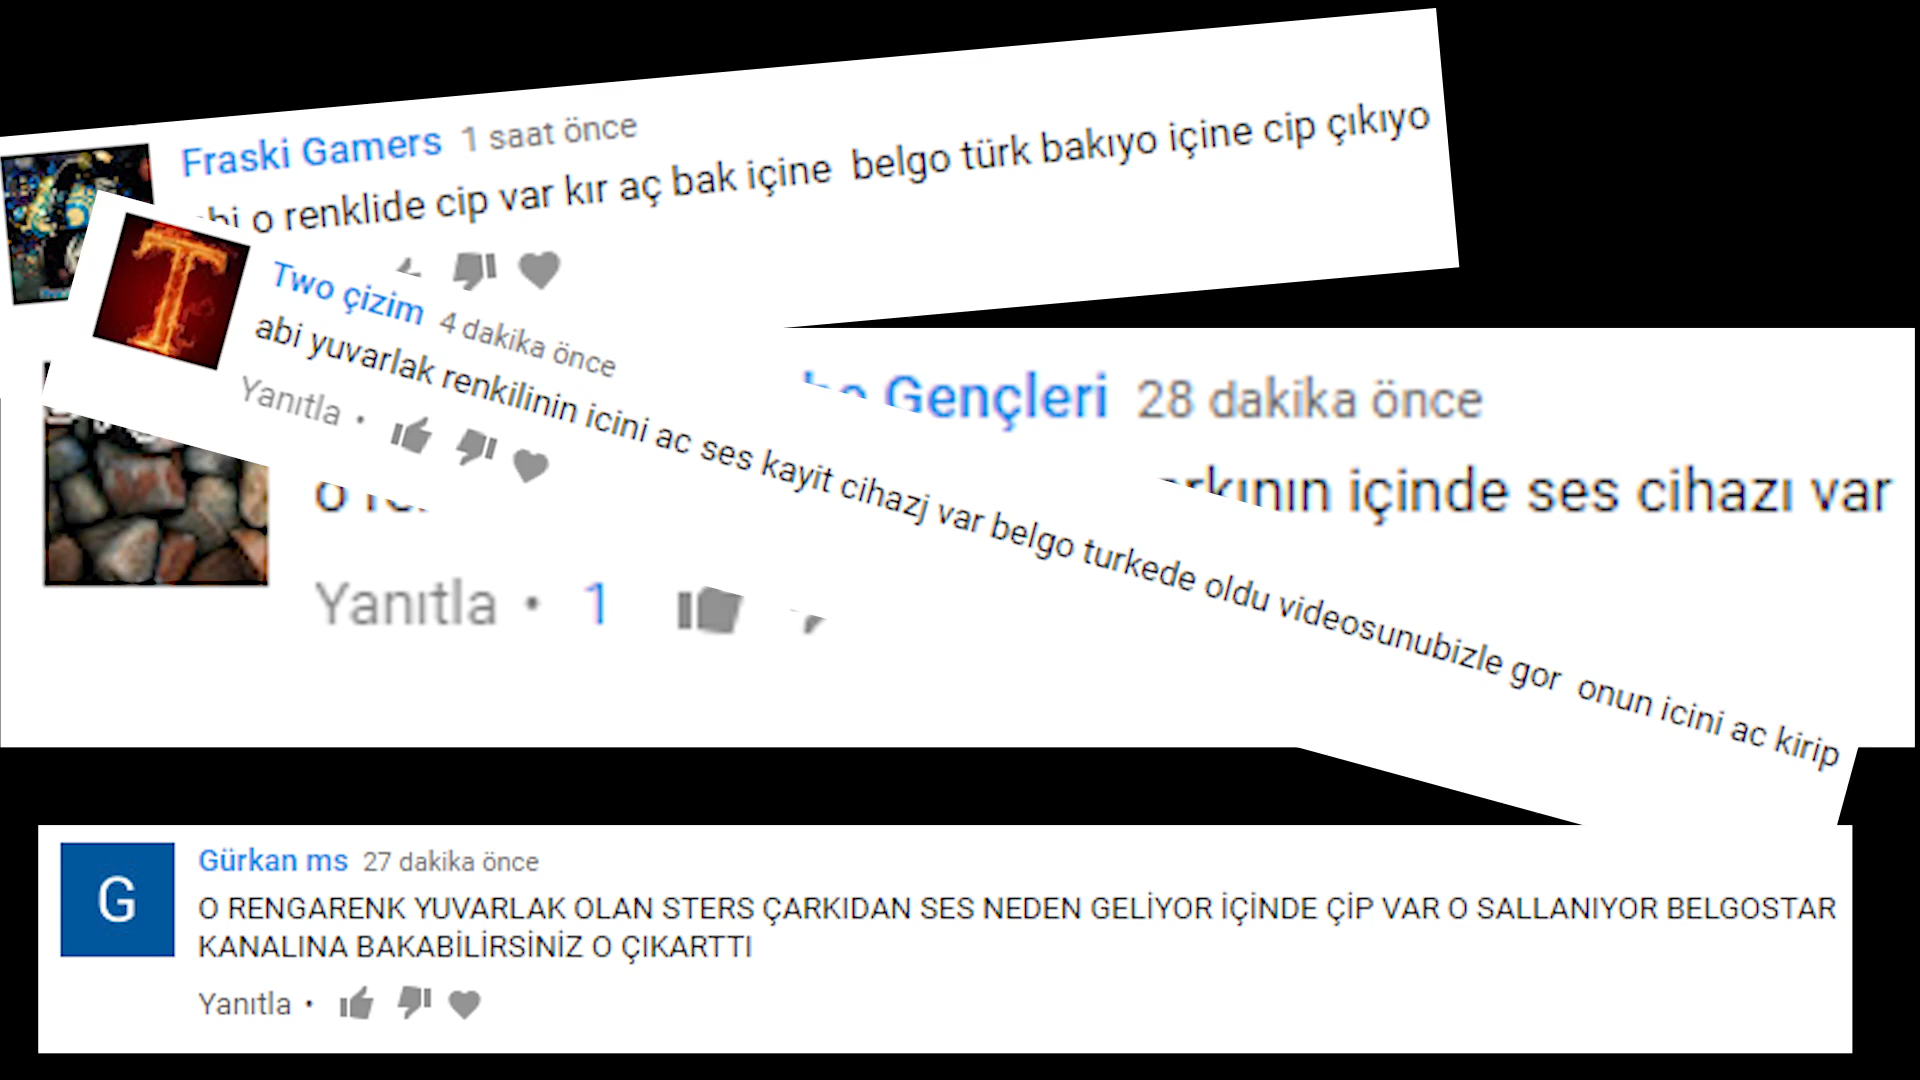 Fraski Gamers 1 saat önce
o renklide cip var kır aç bak içine belgo türk bakıyo içine cip çıkıyo
Two çizim 4 dakika önce
abi yuvarlak renkilinin icini ac ses kayit cihazj var belgo turkede oldu videosunubizle gor onun icini ac kirip
Yanıtla •
Gençleri 28 dakika önce
içinde ses cihazı var
Yanıtla • 1
G
Gürkan ms 27 dakika önce
O RENGARENK YUVARLAK OLAN STERS ÇARKIDAN SES NEDEN GELİYOR İÇİNDE ÇİP VAR O SALLANIYOR BELGOSTAR
KANALINA BAKABİLİRSİNİZ O ÇIKARTTI
Yanıtla •